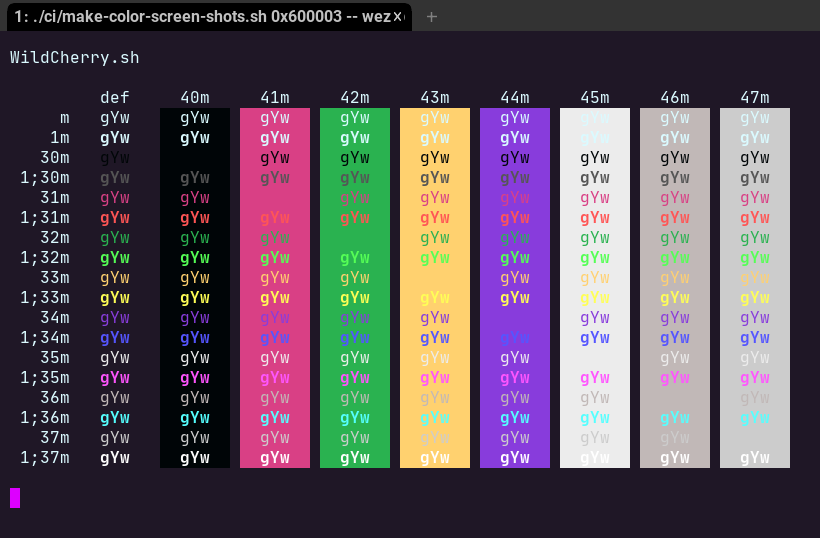 1: ./ci/make-color-screen-shots.sh 0x600003 -- wez× +
WildCherry.sh
def 40m 41m 42m 43m 44m 45m 46m 47m
m gYw gYw gYw gYw gYw gYw gYw gYw gYw
1m gYw gYw gYw gYw gYw gYw gYw gYw gYw
30m gYw gYw gYw gYw gYw gYw gYw gYw
1;30m gYw gYw gYw gYw gYw gYw gYw gYw gYw
31m gYw gYw gYw gYw gYw gYw gYw gYw
1;31m gYw gYw gYw gYw gYw gYw gYw gYw gYw
32m gYw gYw gYw gYw gYw gYw gYw gYw
1;32m gYw gYw gYw gYw gYw gYw gYw gYw gYw
33m gYw gYw gYw gYw gYw gYw gYw gYw
1;33m gYw gYw gYw gYw gYw gYw gYw gYw gYw
34m gYw gYw gYw gYw gYw gYw gYw gYw
1;34m gYw gYw gYw gYw gYw gYw gYw gYw gYw
35m gYw gYw gYw gYw gYw gYw gYw gYw
1;35m gYw gYw gYw gYw gYw gYw gYw gYw gYw
36m gYw gYw gYw gYw gYw gYw gYw gYw
1;36m gYw gYw gYw gYw gYw gYw gYw gYw gYw
37m gYw gYw gYw gYw gYw gYw gYw gYw
1;37m gYw gYw gYw gYw gYw gYw gYw gYw gYw